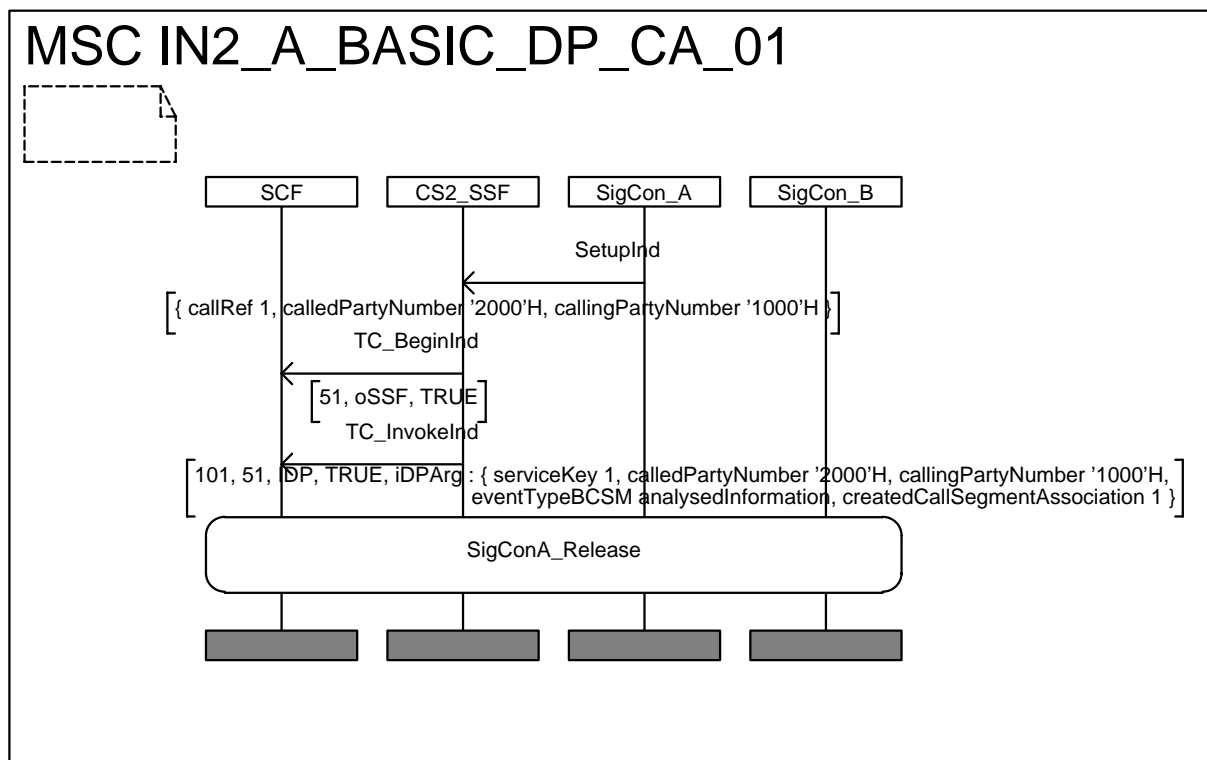 MSC IN2_A_BASIC_DP_CA_01
SCF CS2_SSF SigCon_A SigCon_B
SetupInd
{ callRef 1, calledPartyNumber ’2000’H, callingPartyNumber ’1000’H }
TC_BeginInd
51, oSSF, TRUE
TC_InvokeInd
101, 51, IDP, TRUE, iDPArg : { serviceKey 1, calledPartyNumber ’2000’H, callingPartyNumber ’1000’H,
eventTypeBCSM analysedInformation, createdCallSegmentAssociation 1 }
SigConA_Release